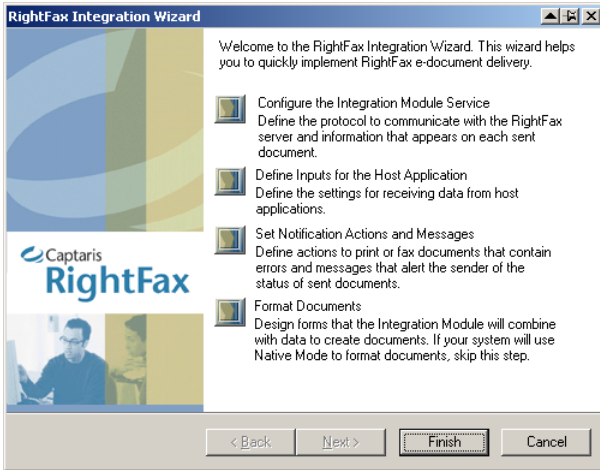 RightFax Integration Wizard
Welcome to the RightFax Integration Wizard. This wizard helps
you to quickly implement RightFax e-document delivery.
Configure the Integration Module Service
Define the protocol to communicate with the RightFax
server and information that appears on each sent
document.
Define Inputs for the Host Application
Define the settings for receiving data from host
applications.
Set Notification Actions and Messages
Define actions to print or fax documents that contain
errors and messages that alert the sender of the
status of sent documents.
Captaris
RightFax
Format Documents
Design forms that the Integration Module will combine
with data to create documents. If your system will use
Native Mode to format documents, skip this step.
< Back Next > Finish Cancel